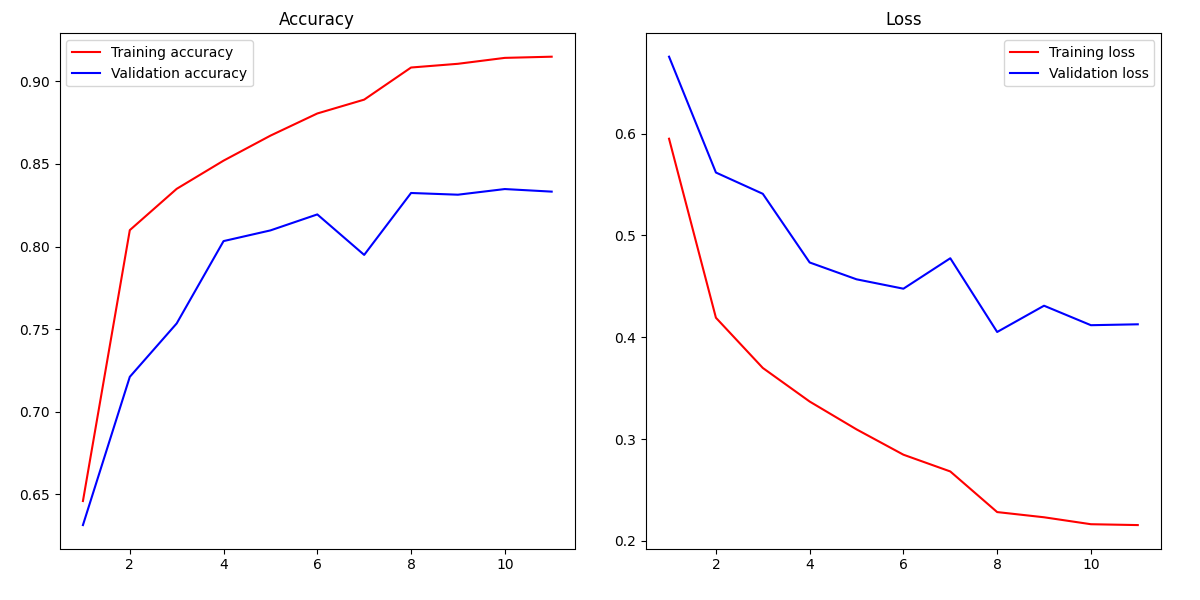 Accuracy
Training accuracy
Validation accuracy
0.90
0.85
0.80
0.75
0.70
0.65
2 4 6 8 10
Loss
Training loss
Validation loss
0.6
0.5
0.4
0.3
0.2
2 4 6 8 10